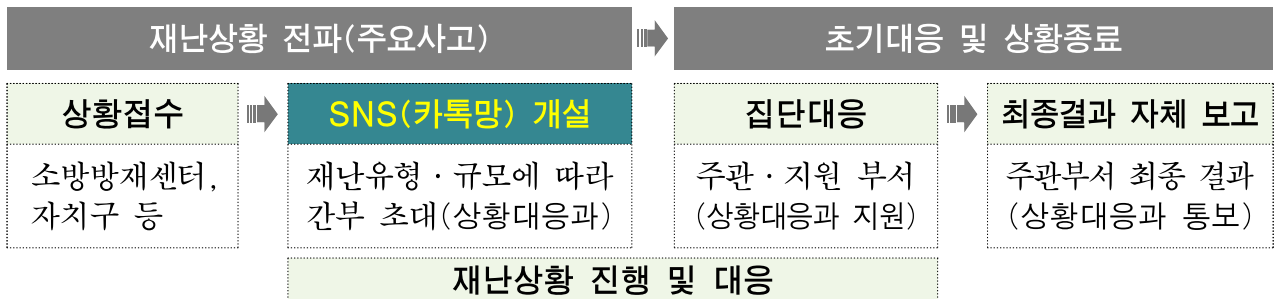 재난상황 전파(주요사고)
초기대응 및 상황종료
상황접수
소방방재센터,
자치구 등
SNS(카톡망) 개설
재난유형 · 규모에 따라
간부 초대(상황대응과)
집단대응
주관 · 지원 부서
(상황대응과 지원)
최종결과 자체 보고
주관부서 최종 결과
(상황대응과 통보)
재난상황 진행 및 대응